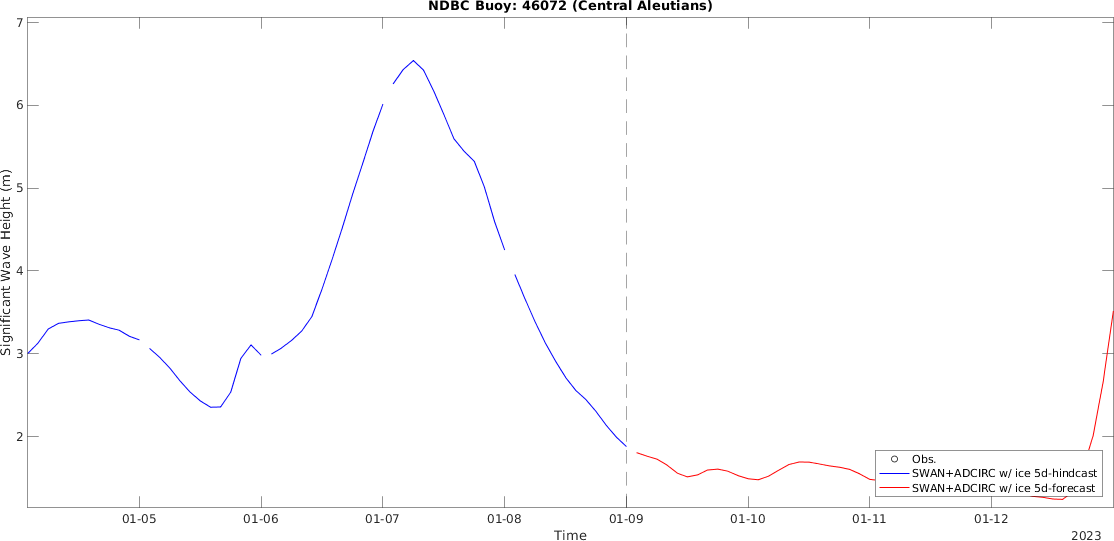 NDBC Buoy: 46072 (Central Aleutians)
Significant Wave Height (m)
7
6
5
4
3
2
Obs.
SWAN+ADCIRC w/ ice 5d-hindcast
SWAN+ADCIRC w/ ice 5d-forecast
01-05 01-06 01-07 01-08 01-09 01-10 01-11 01-12
Time
2023